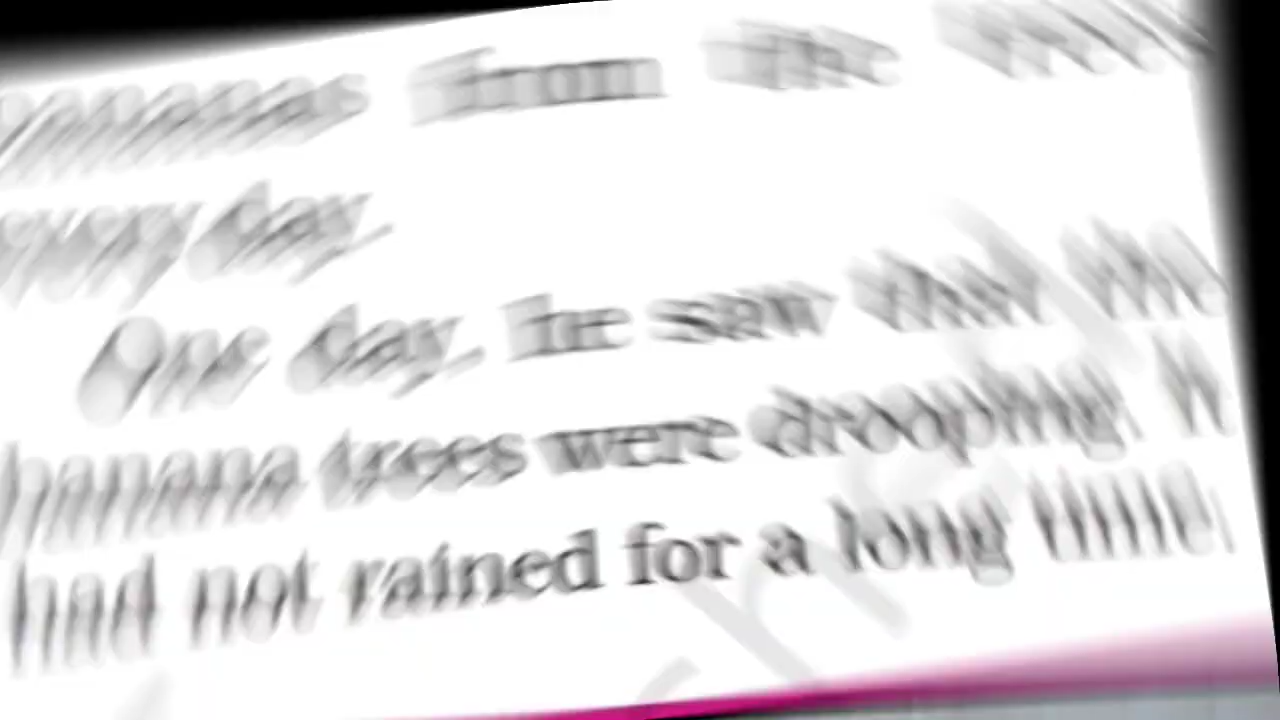 bananas from the
every day.
One day, he saw that the
banana trees were drooping. It
had not rained for a long time.